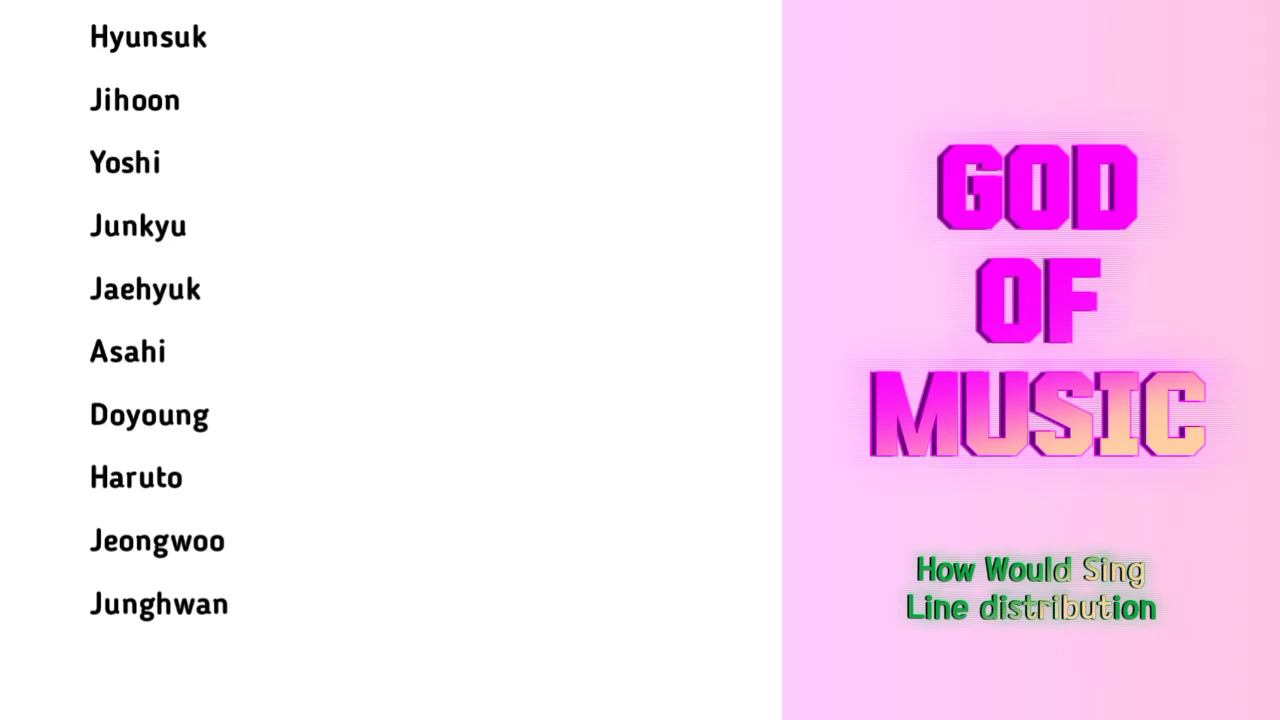 Hyunsuk
Jihoon
Yoshi
Junkyu
Jaehyuk
Asahi
Doyoung
Haruto
Jeongwoo
Junghwan
GOD
OF
MUSIC
How Would Sing
Line distribution